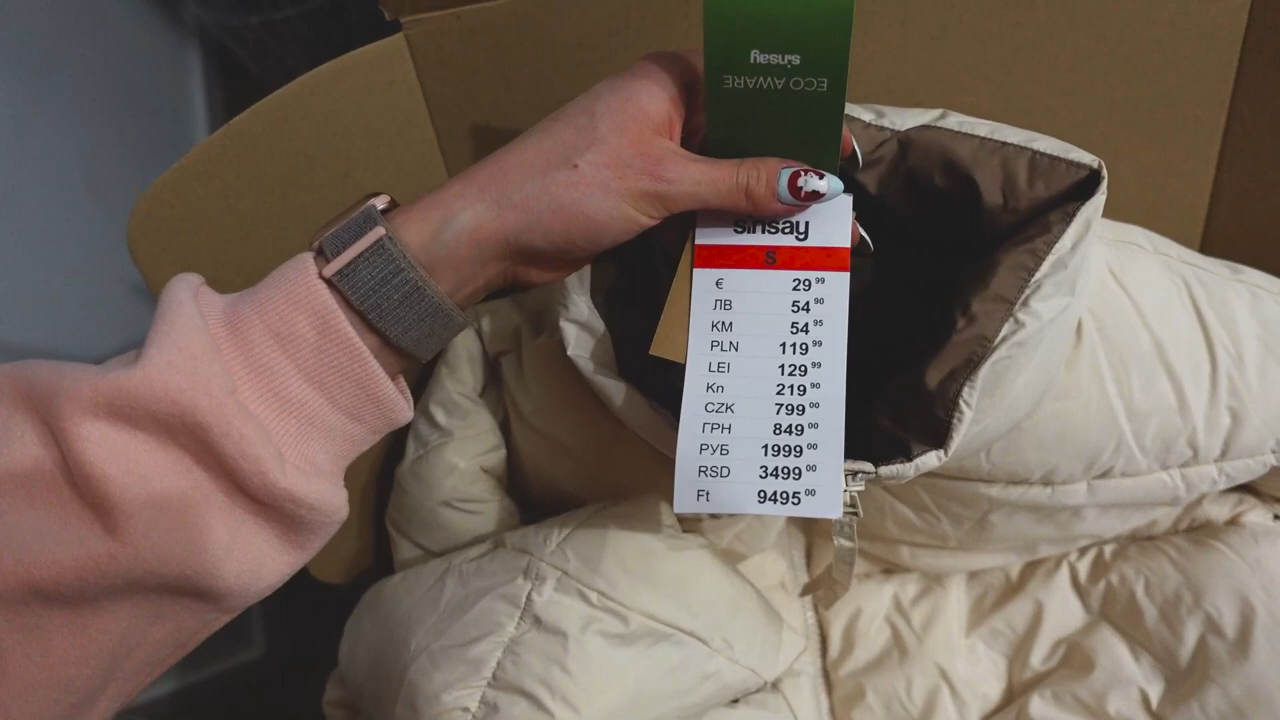 sinsay
ECO AWARE
sinsay
S
€ 29 99
ЛВ 54 90
KM 54 95
PLN 119 99
LEI 129 99
Kn 219 90
CZK 799 00
ГРН 849 00
РУБ 1999 00
RSD 3499 00
Ft 9495 00